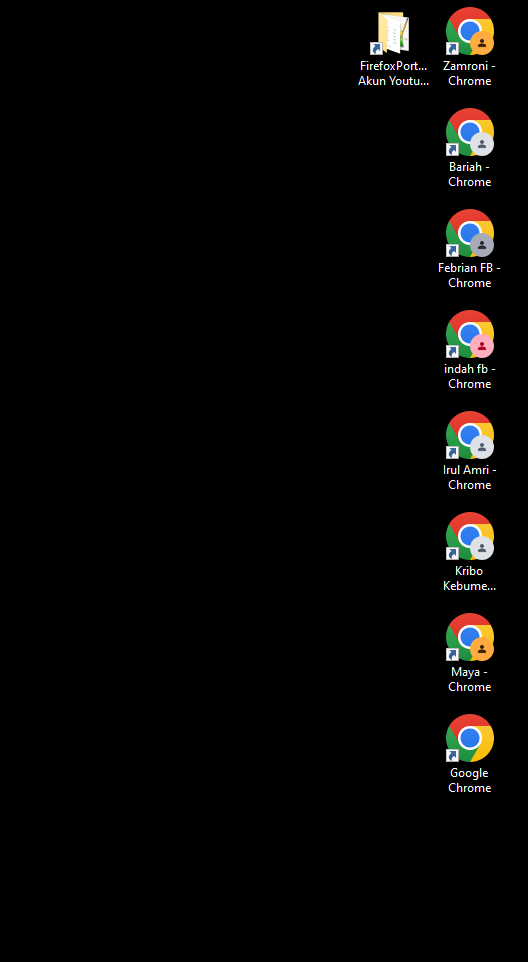 FirefoxPort...
Akun Youtu...
Zamroni -
Chrome
Bariah -
Chrome
Febrian FB -
Chrome
indah fb -
Chrome
Irul Amri -
Chrome
Kribo
Kebume...
Maya -
Chrome
Google
Chrome